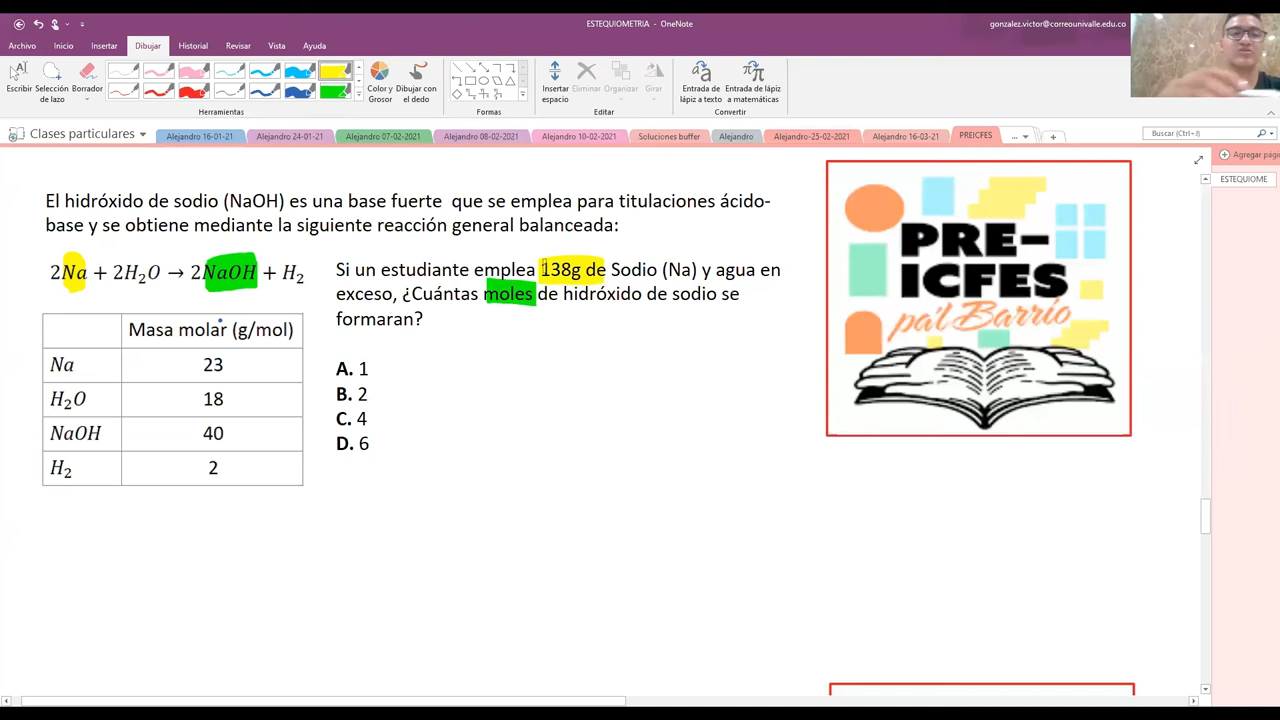 ESTEQUIOMETRIA - OneNote
gonzalez.victor@correounivalle.edu.co
Archivo Inicio Insertar Dibujar Historial Revisar Vista Ayuda
Escribir Selección de lazo Borrador Color y Grosor Dibujar con el dedo Insertar espacio Eliminar Organizar Girar Entrada de lápiz a texto Entrada de lápiz a matemáticas
Herramientas Formas Editar Convertir
Clases particulares Alejandro 16-01-21 Alejandro 24-01-21 Alejandro 07-02-2021 Alejandro 08-02-2021 Alejandro 10-02-2021 Soluciones buffer Alejandro Alejandro-25-02-2021 Alejandro 16-03-21 PREICFES ... Buscar (Ctrl+J)
Agregar pági
ESTEQUIOME
El hidróxido de sodio (NaOH) es una base fuerte que se emplea para titulaciones ácido-
base y se obtiene mediante la siguiente reacción general balanceada:
2Na + 2H₂O → 2NaOH + H₂
Si un estudiante emplea 138g de Sodio (Na) y agua en
exceso, ¿Cuántas moles de hidróxido de sodio se
formaran?
Masa molar (g/mol)
Na 23
H₂O 18
NaOH 40
H₂ 2
A. 1
B. 2
C. 4
D. 6
PRE-
ICFES
pa'l Barrio